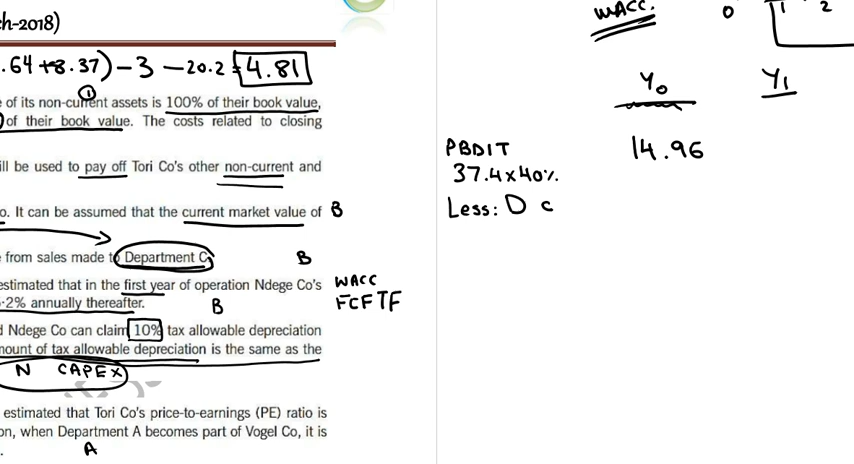 ch-2018)
.64 + 8.37) - 3 - 20.2 = 4.81
①
of its non-current assets is 100% of their book value,
of their book value. The costs related to closing
ill be used to pay off Tori Co's other non-current and
o. It can be assumed that the current market value of B
from sales made to Department C, B
estimated that in the first year of operation Ndege Co's WACC
·2% annually thereafter. B FCF TF
d Ndege Co can claim 10% tax allowable depreciation
mount of tax allowable depreciation is the same as the
N CAPEX
estimated that Tori Co's price-to-earnings (PE) ratio is
on, when Department A becomes part of Vogel Co, it is
A
WACC. 0 1 2
Y0 Y1
PBDIT 14.96
37.4x40%
Less: D c